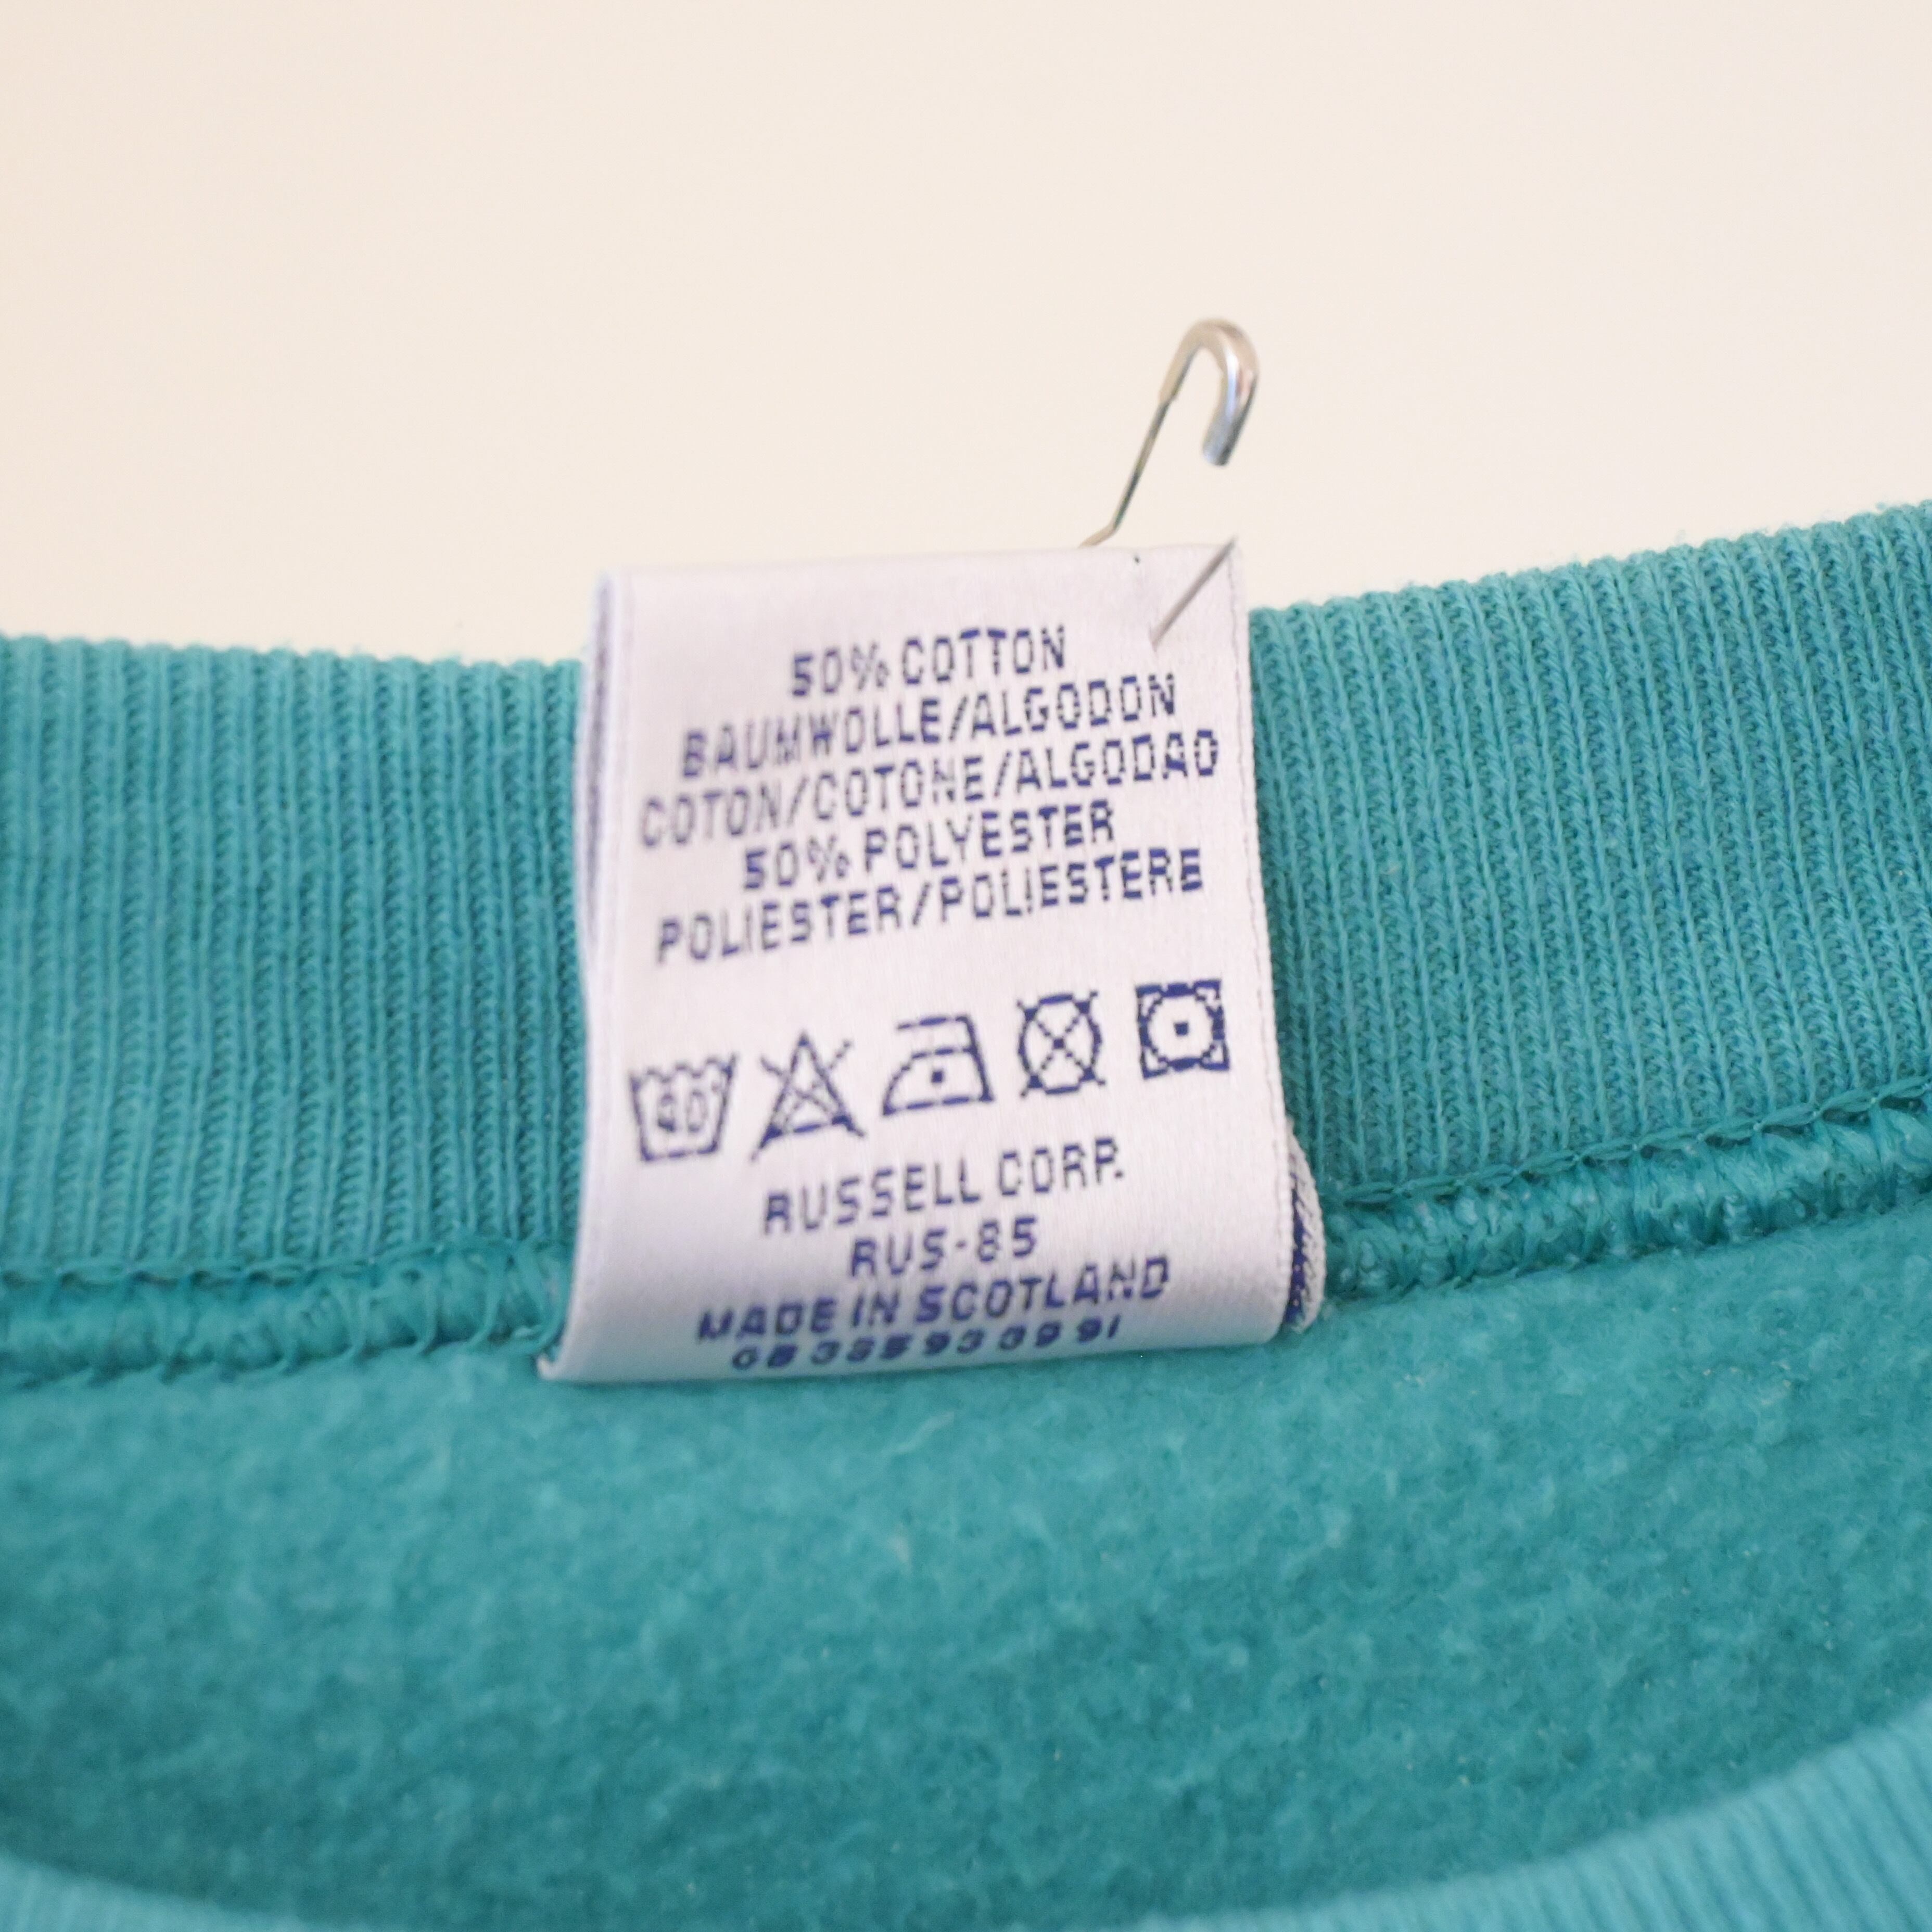 50% COTTON
BAUMWOLLE/ALGODON
COTON/COTONE/ALGODAO
50% POLYESTER
POLIESTER/POLIESTERE
40
RUSSELL CORP.
RUS-85
MADE IN SCOTLAND